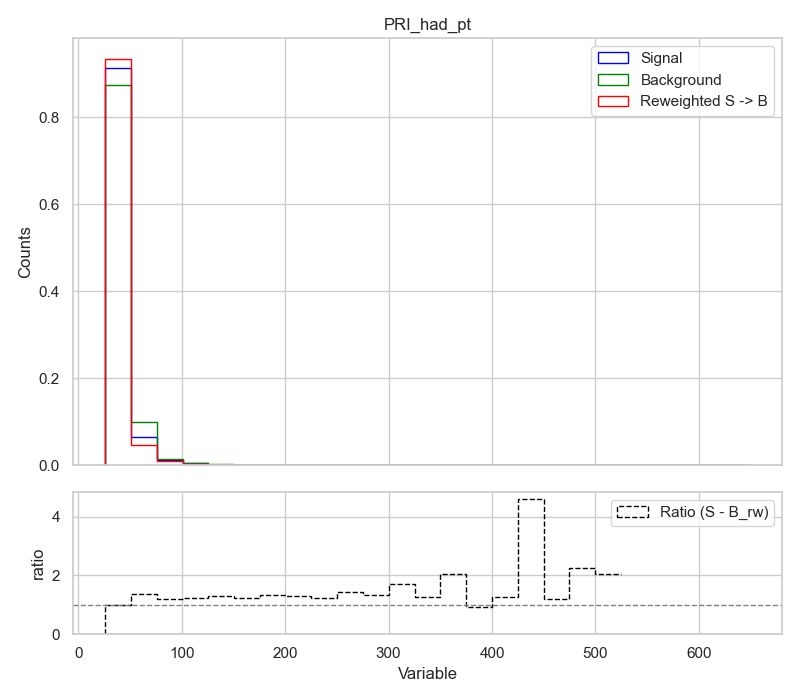 PRI_had_pt
Signal
Background
Reweighted S -> B
Counts
0.8
0.6
0.4
0.2
0.0
Ratio (S - B_rw)
ratio
4
2
0
0 100 200 300 400 500 600
Variable